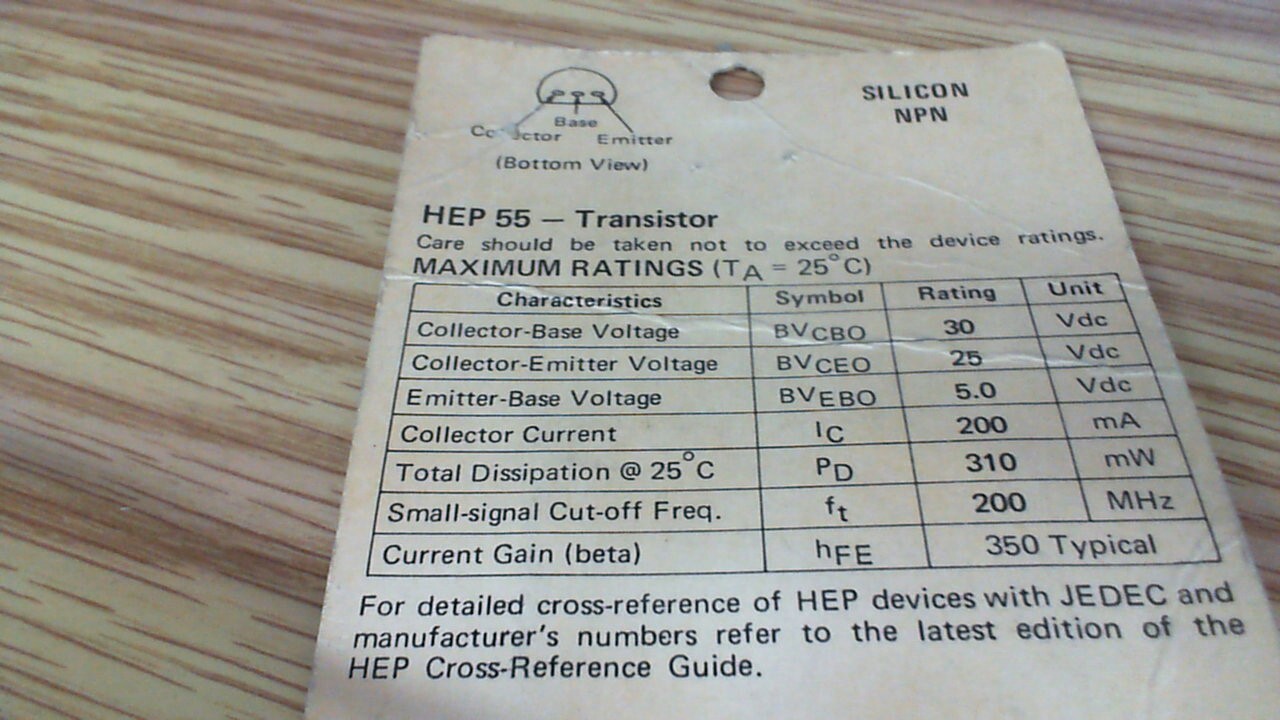 SILICON
NPN
Base
Emitter
(Bottom View)
HEP 55 — Transistor
Care should be taken not to exceed the device ratings.
MAXIMUM RATINGS (TA = 25°C)
Characteristics Symbol Rating Unit
Collector-Base Voltage BVCBO 30 Vdc
Collector-Emitter Voltage BVCEO 25 Vdc
Emitter-Base Voltage BVEBO 5.0 Vdc
Collector Current IC 200 mA
Total Dissipation @ 25°C PD 310 mW
Small-signal Cut-off Freq. ft 200 MHz
Current Gain (beta) hFE 350 Typical
For detailed cross-reference of HEP devices with JEDEC and
manufacturer's numbers refer to the latest edition of the
HEP Cross-Reference Guide.